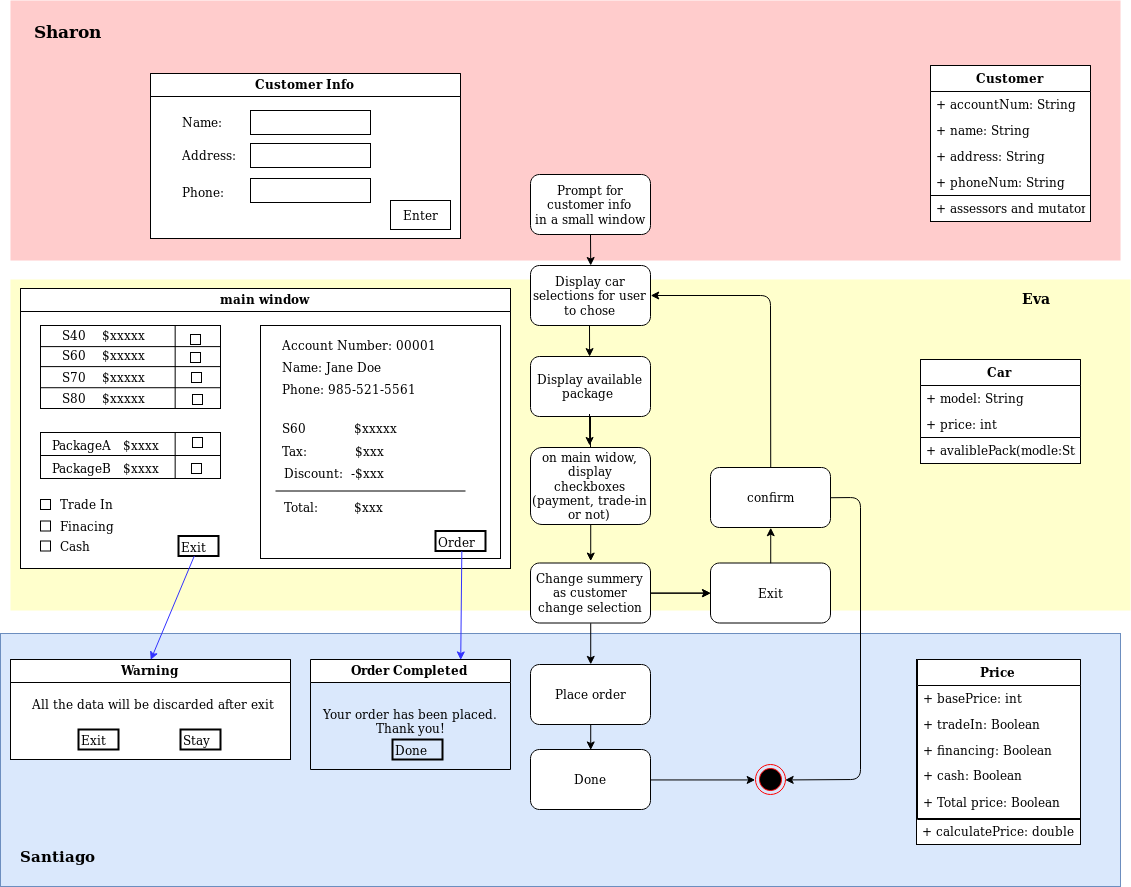 Sharon
Customer Info
Name:
Address:
Phone:
Enter
Customer
+ accountNum: String
+ name: String
+ address: String
+ phoneNum: String
+ assessors and mutator
Prompt for
customer info
in a small window
Eva
main window
S40 $xxxxx
S60 $xxxxx
S70 $xxxxx
S80 $xxxxx
PackageA $xxxx
PackageB $xxxx
Trade In
Finacing
Cash
Exit
Account Number: 00001
Name: Jane Doe
Phone: 985-521-5561
S60 $xxxxx
Tax: $xxx
Discount: -$xxx
Total: $xxx
Order
Display car
selections for user
to chose
Display available
package
on main widow,
display
checkboxes
(payment, trade-in
or not)
Change summery
as customer
change selection
confirm
Exit
Car
+ model: String
+ price: int
+ avaliblePack(modle:St
Warning
All the data will be discarded after exit
Exit
Stay
Order Completed
Your order has been placed.
Thank you!
Done
Place order
Done
Price
+ basePrice: int
+ tradeIn: Boolean
+ financing: Boolean
+ cash: Boolean
+ Total price: Boolean
+ calculatePrice: double
Santiago